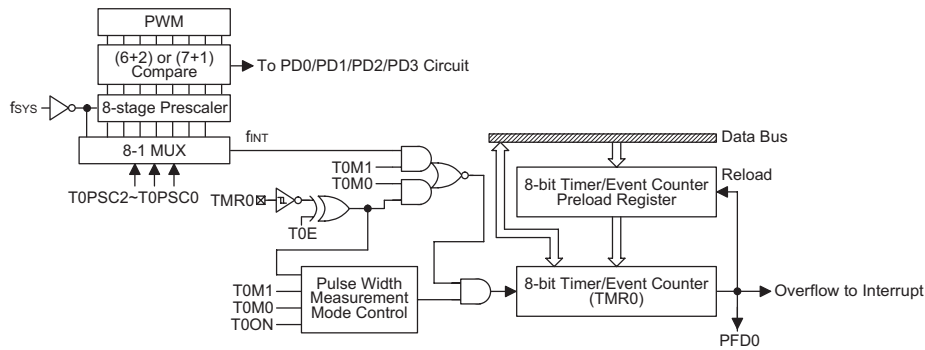 PWM
(6+2) or (7+1)
Compare
To PD0/PD1/PD2/PD3 Circuit
fSYS
8-stage Prescaler
8-1 MUX
fINT
T0PSC2~T0PSC0
Data Bus
T0M1
T0M0
TMR0
T0E
8-bit Timer/Event Counter
Preload Register
Reload
T0M1
T0M0
T0ON
Pulse Width
Measurement
Mode Control
8-bit Timer/Event Counter
(TMR0)
Overflow to Interrupt
PFD0